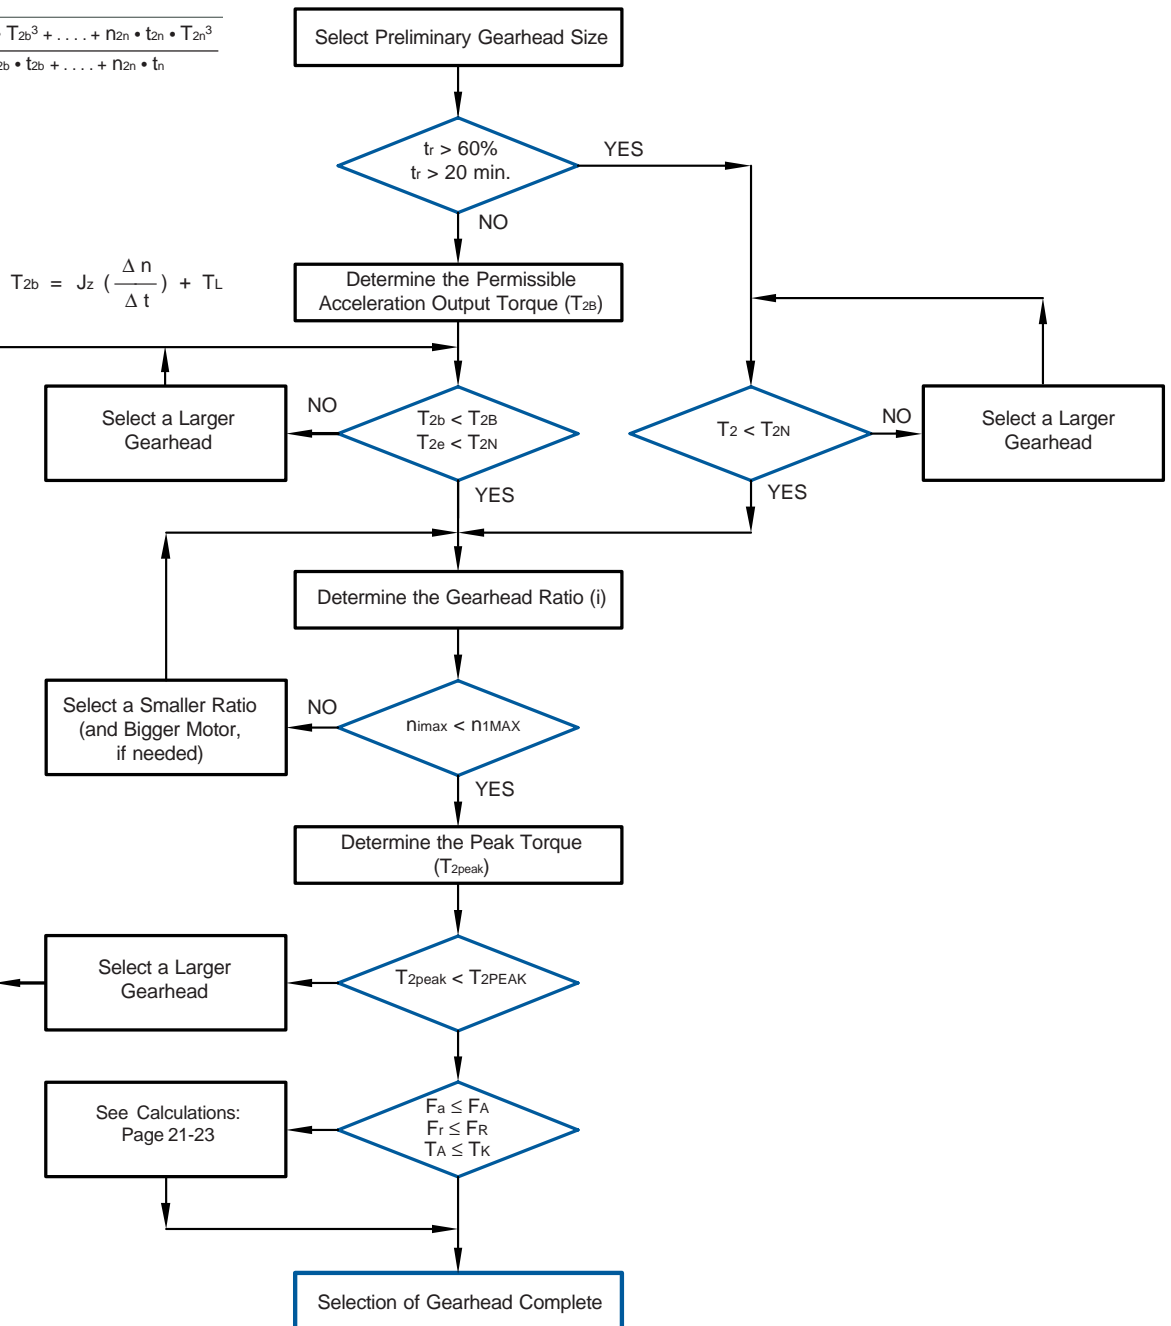 • T2b³ + . . . . + n2n • t2n • T2n³
2b • t2b + . . . . + n2n • tn
Select Preliminary Gearhead Size
tr > 60%
tr > 20 min.
YES
NO
T2b = Jz ( Δ n / Δ t ) + TL
Determine the Permissible
Acceleration Output Torque (T2B)
Select a Larger
Gearhead
NO
T2b < T2B
T2e < T2N
YES
T2 < T2N
NO
YES
Select a Larger
Gearhead
Determine the Gearhead Ratio (i)
Select a Smaller Ratio
(and Bigger Motor,
if needed)
NO
nimax < n1MAX
YES
Determine the Peak Torque
(T2peak)
Select a Larger
Gearhead
T2peak < T2PEAK
See Calculations:
Page 21-23
Fa ≤ FA
Fr ≤ FR
TA ≤ TK
Selection of Gearhead Complete